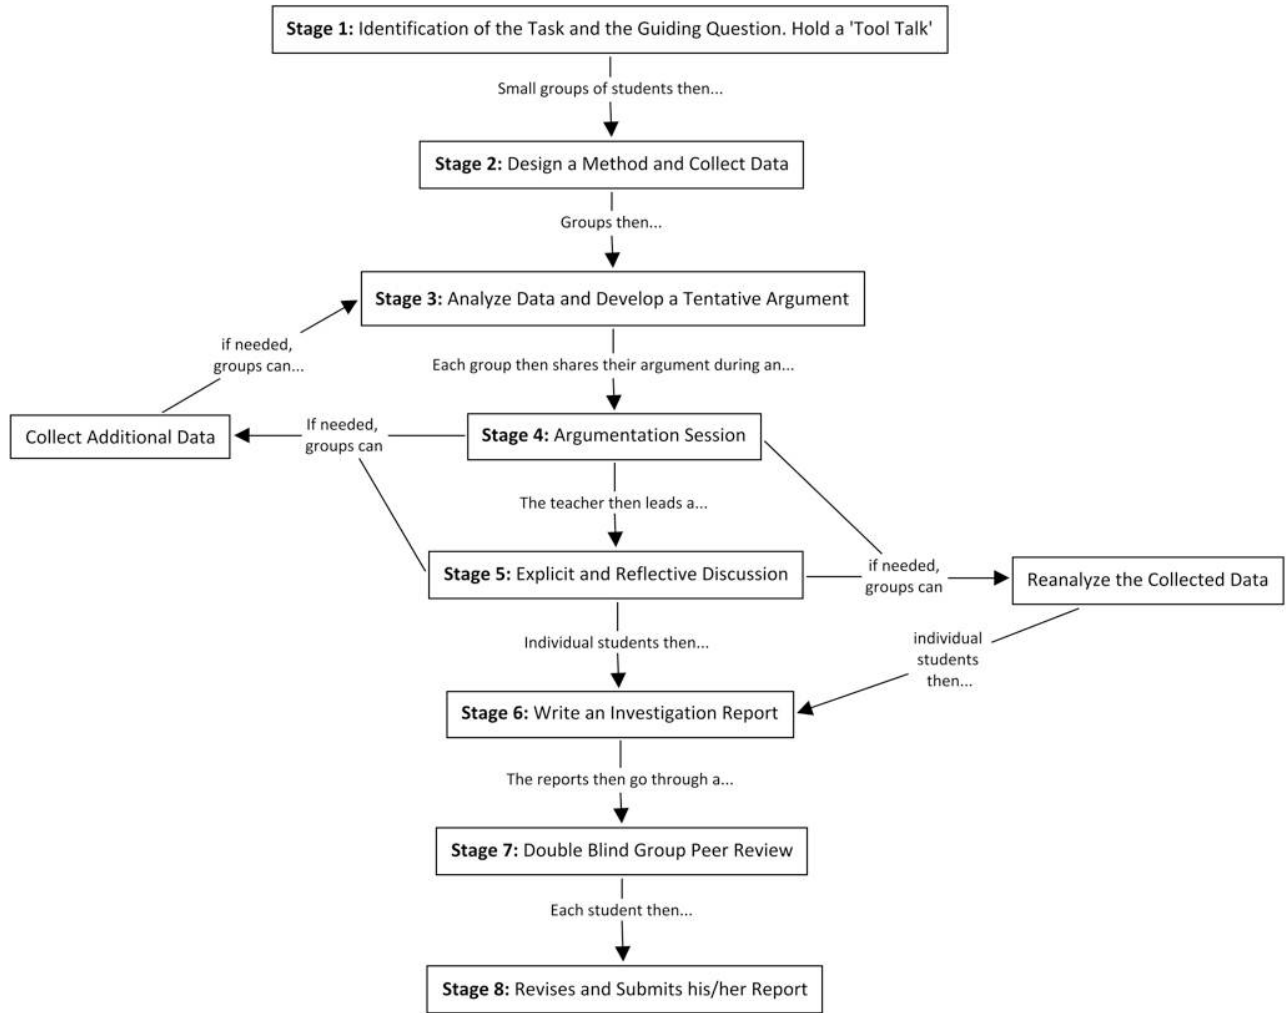 Stage 1: Identification of the Task and the Guiding Question. Hold a 'Tool Talk'
Small groups of students then...
Stage 2: Design a Method and Collect Data
Groups then...
Stage 3: Analyze Data and Develop a Tentative Argument
if needed,
groups can...
Each group then shares their argument during an...
Collect Additional Data
If needed,
groups can
Stage 4: Argumentation Session
The teacher then leads a...
Stage 5: Explicit and Reflective Discussion
if needed,
groups can
Reanalyze the Collected Data
Individual students then...
individual
students
then...
Stage 6: Write an Investigation Report
The reports then go through a...
Stage 7: Double Blind Group Peer Review
Each student then...
Stage 8: Revises and Submits his/her Report